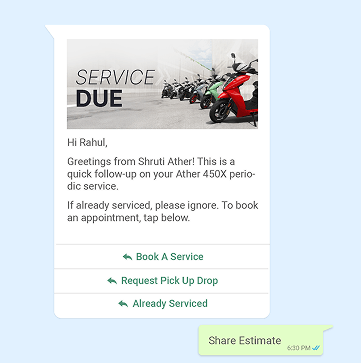 SERVICE
DUE
Hi Rahul,
Greetings from Shruti Ather! This is a
quick follow-up on your Ather 450X perio-
dic service.
If already serviced, please ignore. To book
an appointment, tap below.
Book A Service
Request Pick Up Drop
Already Serviced
Share Estimate
6:30 PM